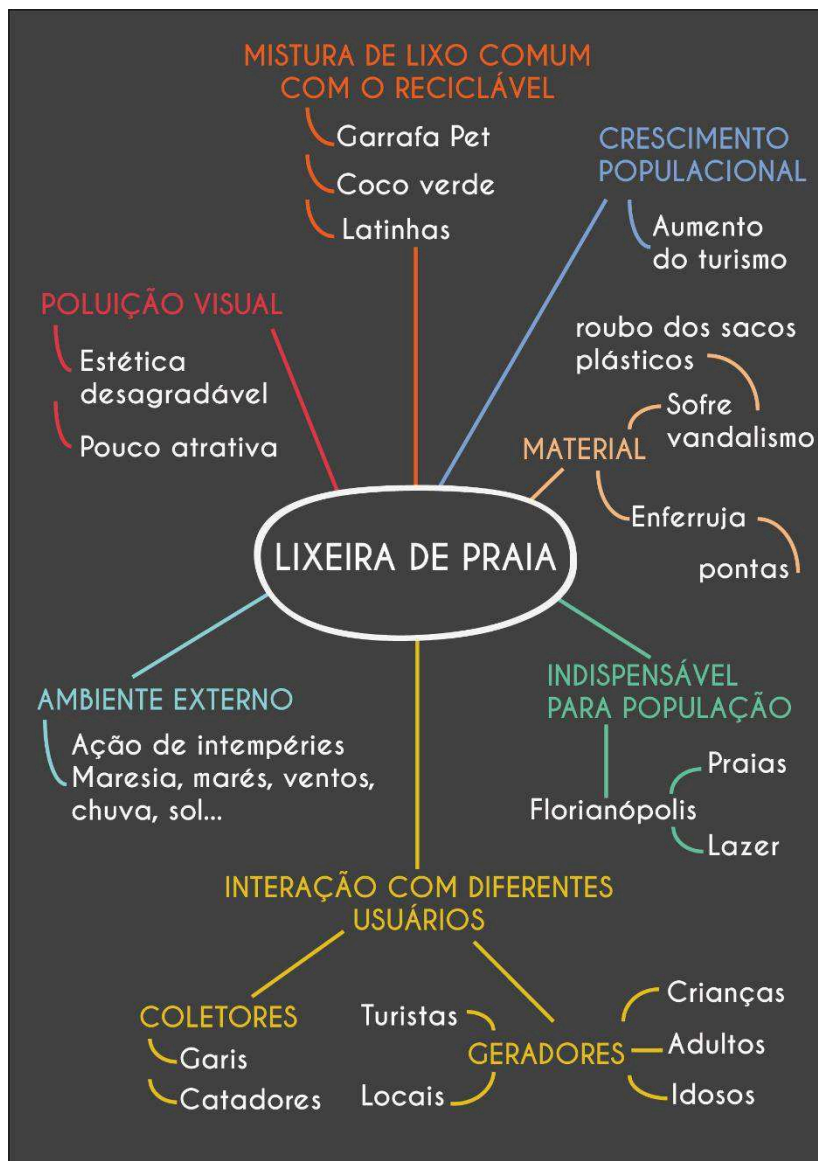 MISTURA DE LIXO COMUM
COM O RECICLÁVEL
Garrafa Pet
Coco verde
Latinhas
CRESCIMENTO
POPULACIONAL
Aumento
do turismo
POLUIÇÃO VISUAL
Estética
desagradável
Pouco atrativa
roubo dos sacos
plásticos
Sofre
vandalismo
MATERIAL
Enferruja
pontas
LIXEIRA DE PRAIA
AMBIENTE EXTERNO
Ação de intempéries
Maresia, marés, ventos,
chuva, sol...
INDISPENSÁVEL
PARA POPULAÇÃO
Florianópolis
Praias
Lazer
INTERAÇÃO COM DIFERENTES
USUÁRIOS
COLETORES
Garis
Catadores
Turistas
Locais
GERADORES
Crianças
Adultos
Idosos